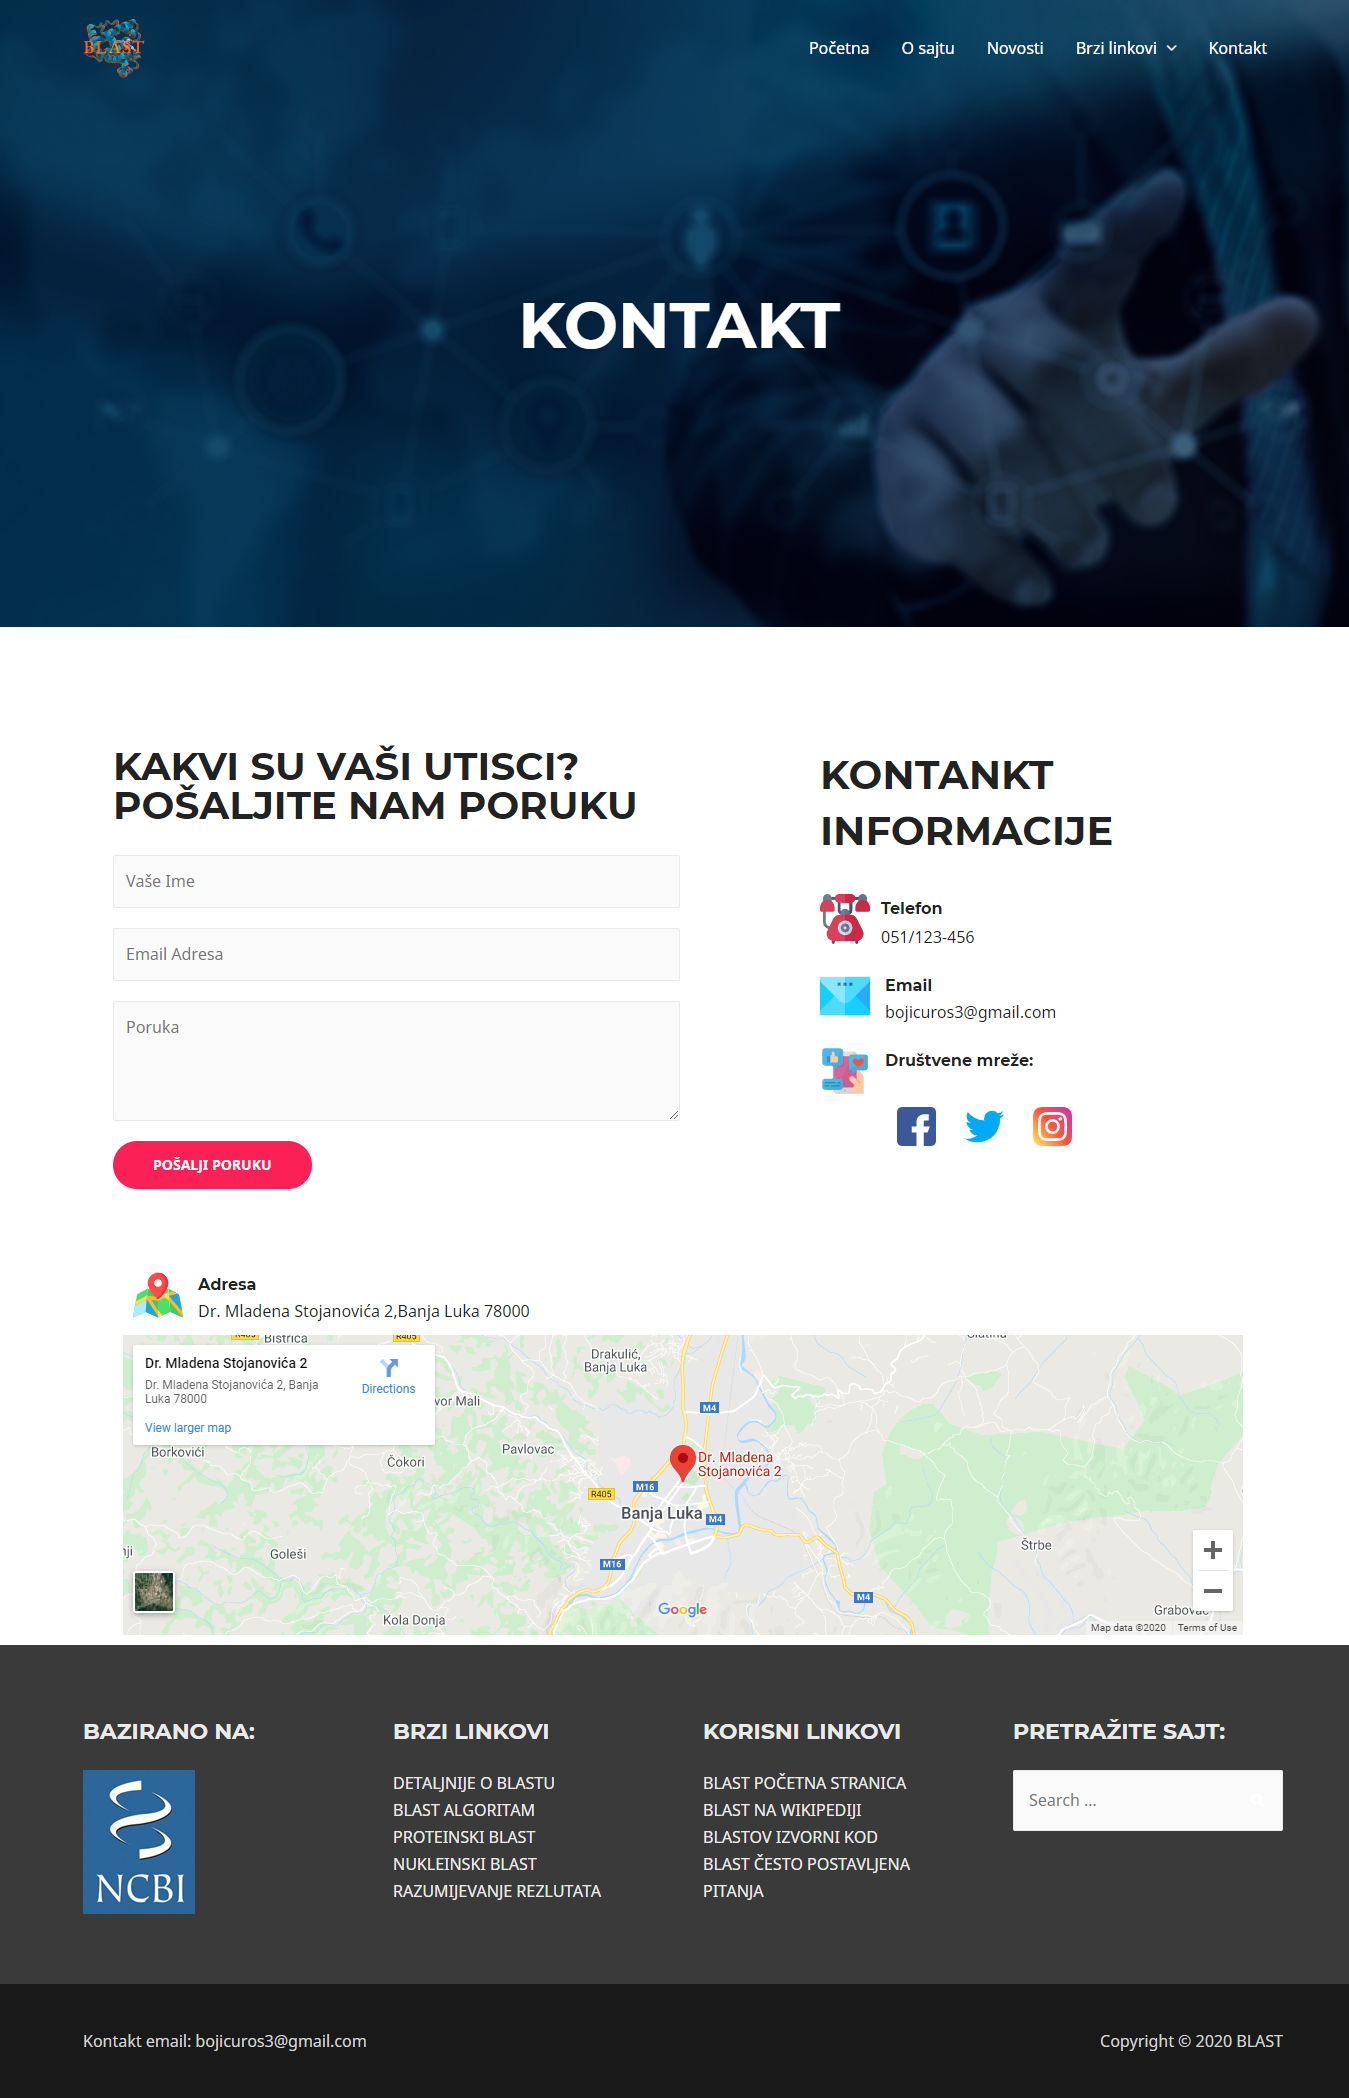 BLAST
Početna
O sajtu
Novosti
Brzi linkovi
Kontakt
KONTAKT
KAKVI SU VAŠI UTISCI?
POŠALJITE NAM PORUKU
Vaše Ime
Email Adresa
Poruka
POŠALJI PORUKU
KONTANKT
INFORMACIJE
Telefon
051/123-456
Email
bojicuros3@gmail.com
Društvene mreže:
Adresa
Dr. Mladena Stojanovića 2,Banja Luka 78000
Bistrica
R405
R405
Dr. Mladena Stojanovića 2
Dr. Mladena Stojanovića 2, Banja
Luka 78000
Directions
View larger map
Drakulić,
Banja Luka
vor Mali
M4
Borkovići
Čokori
Pavlovac
Dr. Mladena
Stojanovića 2
M16
R405
Banja Luka
M4
Goleši
M16
Štrbe
M4
Kola Donja
Google
Grabovac
Map data ©2020
Terms of Use
BAZIRANO NA:
NCBI
BRZI LINKOVI
DETALJNIJE O BLASTU
BLAST ALGORITAM
PROTEINSKI BLAST
NUKLEINSKI BLAST
RAZUMIJEVANJE REZLUTATA
KORISNI LINKOVI
BLAST POČETNA STRANICA
BLAST NA WIKIPEDIJI
BLASTOV IZVORNI KOD
BLAST ČESTO POSTAVLJENA
PITANJA
PRETRAŽITE SAJT:
Search ...
Kontakt email: bojicuros3@gmail.com
Copyright © 2020 BLAST